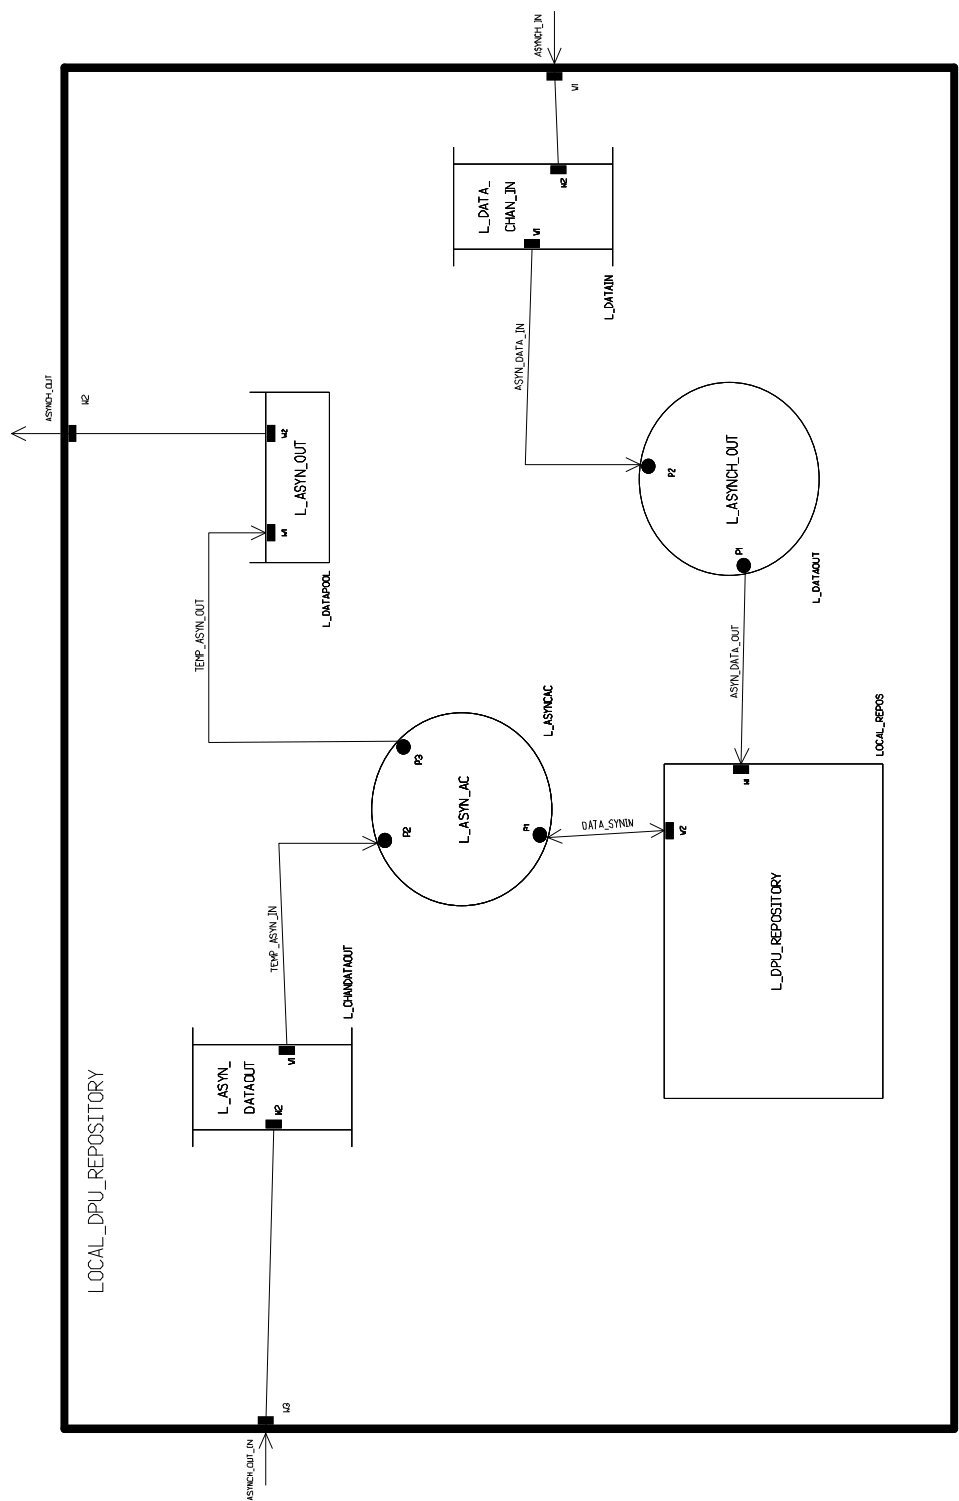 LOCAL_DPU_REPOSITORY
ASYNCH_OUT_IN
W3
L_ASYN_
DATAOUT
W2
W1
L_CHANDATAOUT
TEMP_ASYN_IN
P2
L_ASYN_AC
P3
P1
L_ASYNCAC
TEMP_ASYN_OUT
W1
L_ASYN_OUT
W2
L_DATAPOOL
ASYNCH_OUT
W2
ASYNCH_IN
W1
L_DATA_
CHAN_IN
W2
W1
L_DATAIN
ASYN_DATA_IN
P2
L_ASYNCH_OUT
P1
L_DATAOUT
ASYN_DATA_OUT
LOCAL_REPOS
W1
DATA_SYNIN
W2
L_DPU_REPOSITORY